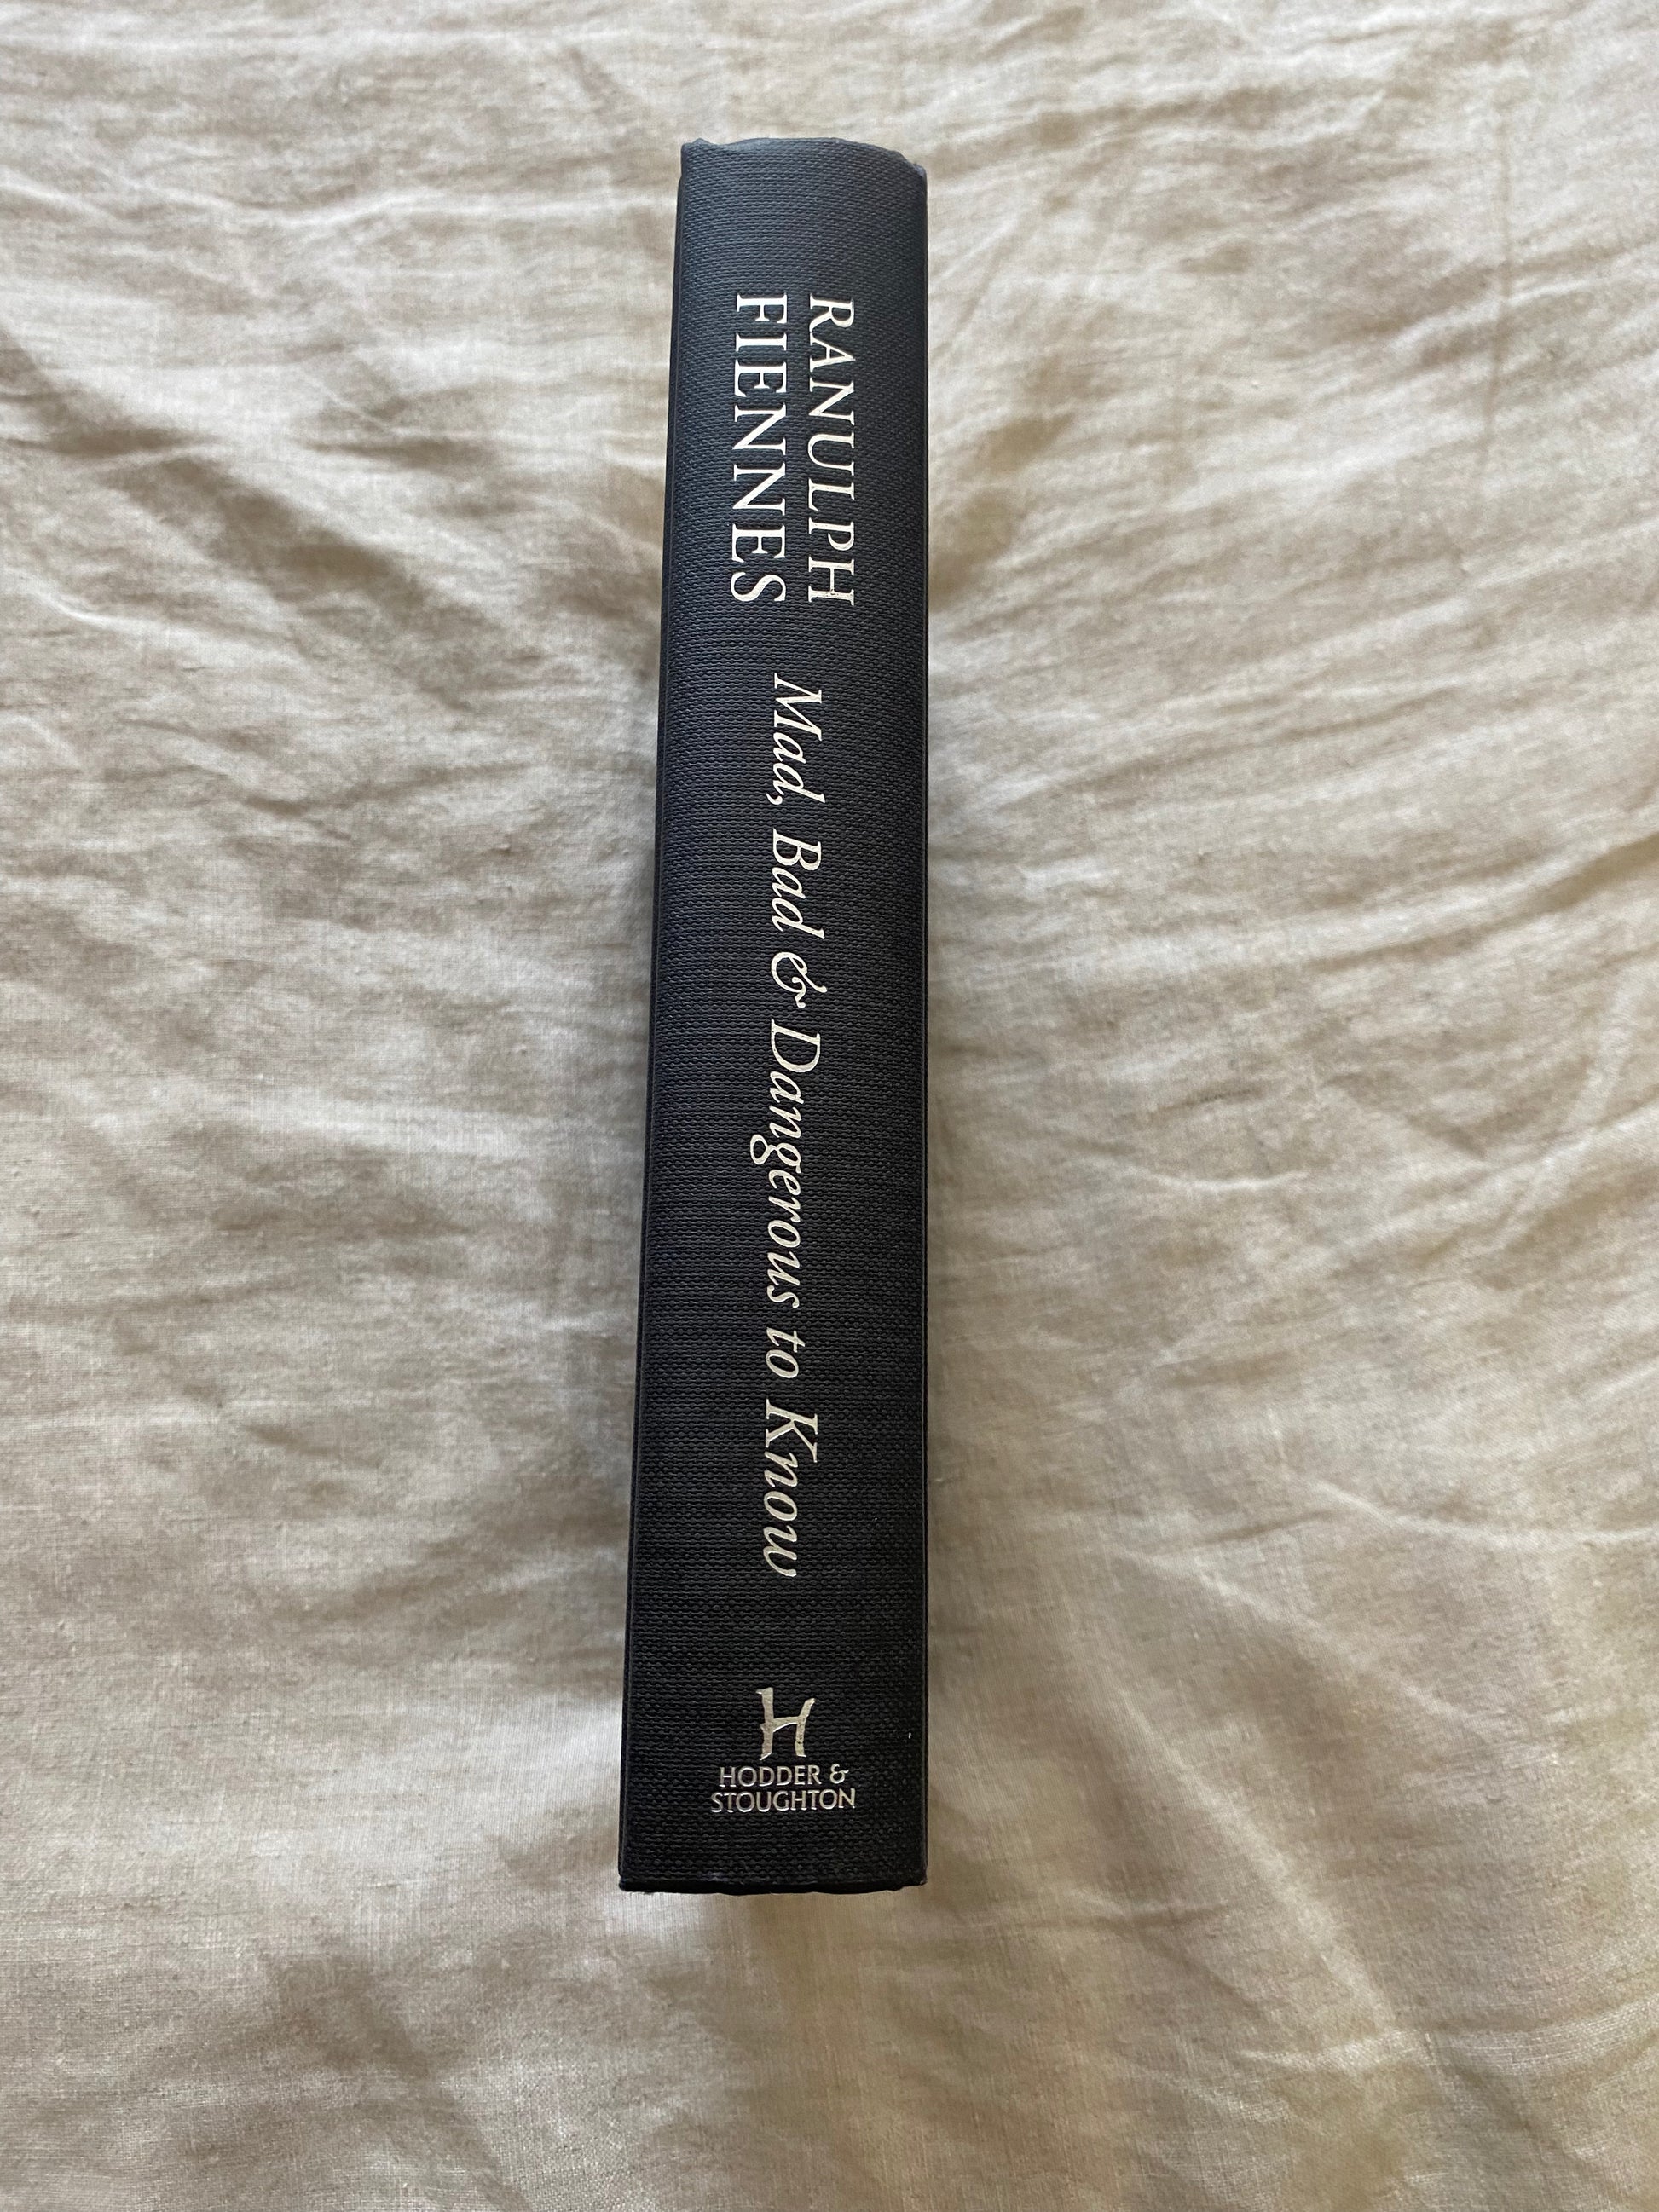 RANULPH
FIENNES
Mad, Bad & Dangerous to Know
H
HODDER &
STOUGHTON